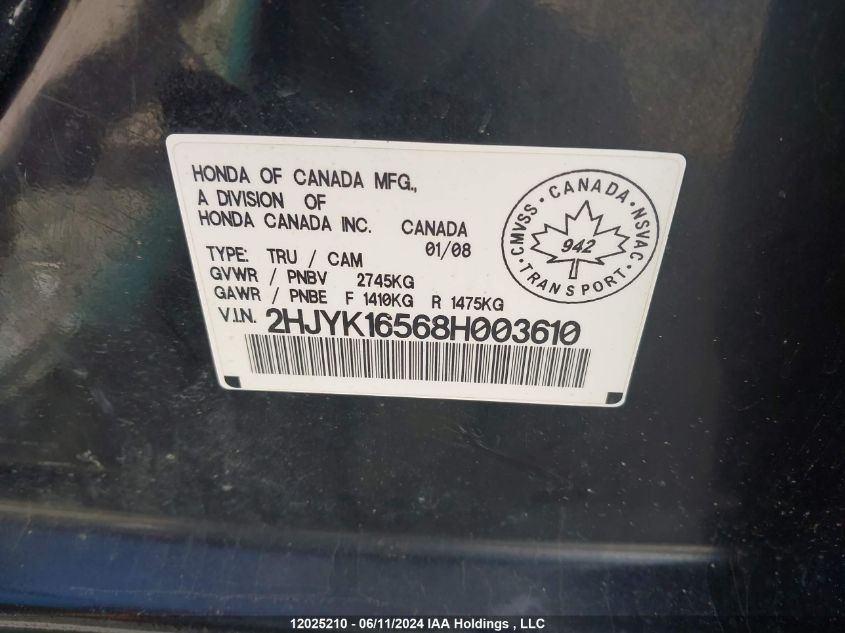 HONDA OF CANADA MFG.,
A DIVISION OF
HONDA CANADA INC. CANADA
01/08
TYPE: TRU / CAM
GVWR / PNBV 2745KG
GAWR / PNBE F 1410KG R 1475KG
V.I.N. 2HJYK16568H003610
CMVSS · CANADA · NSVAC · TRANSPORT ·
942
12025210 - 06/11/2024 IAA Holdings , LLC